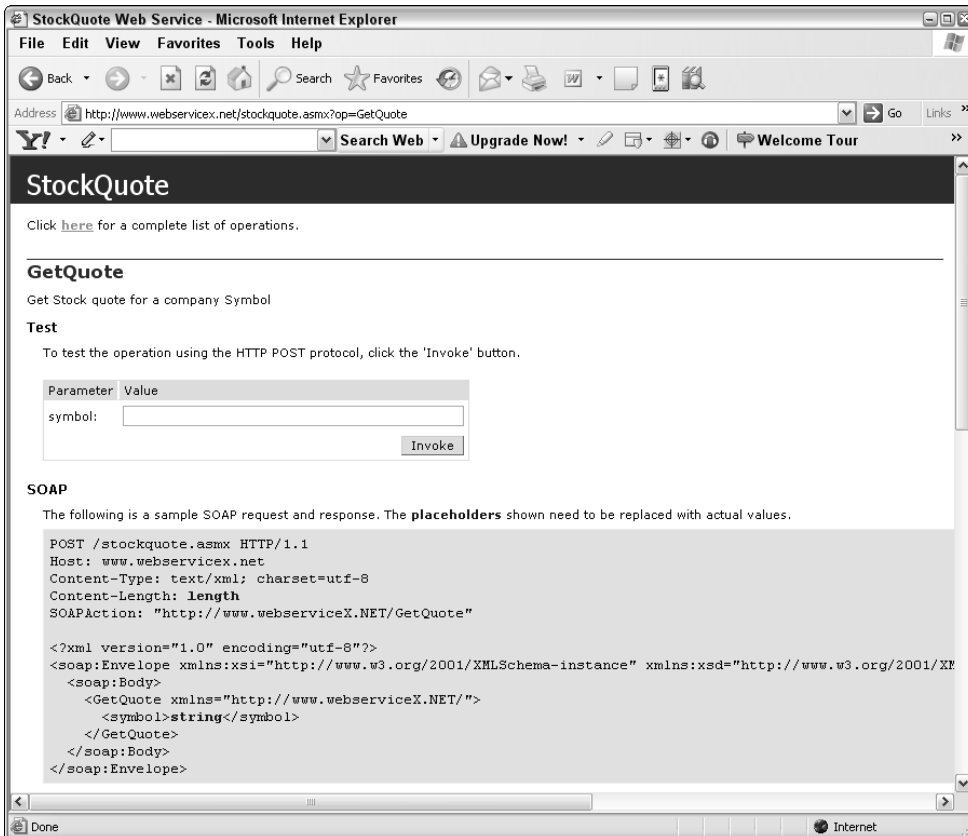 StockQuote Web Service - Microsoft Internet Explorer
File Edit View Favorites Tools Help
Back Search Favorites W
Address http://www.webservicex.net/stockquote.asmx?op=GetQuote Go Links »
Y! Search Web Upgrade Now! Welcome Tour »
StockQuote
Click here for a complete list of operations.
GetQuote
Get Stock quote for a company Symbol
Test
To test the operation using the HTTP POST protocol, click the 'Invoke' button.
Parameter Value
symbol:
Invoke
SOAP
The following is a sample SOAP request and response. The placeholders shown need to be replaced with actual values.
POST /stockquote.asmx HTTP/1.1
Host: www.webservicex.net
Content-Type: text/xml; charset=utf-8
Content-Length: length
SOAPAction: "http://www.webserviceX.NET/GetQuote"
<?xml version="1.0" encoding="utf-8"?>
<soap:Envelope xmlns:xsi="http://www.w3.org/2001/XMLSchema-instance" xmlns:xsd="http://www.w3.org/2001/XM
<soap:Body>
<GetQuote xmlns="http://www.webserviceX.NET/">
<symbol>string</symbol>
</GetQuote>
</soap:Body>
</soap:Envelope>
Done Internet